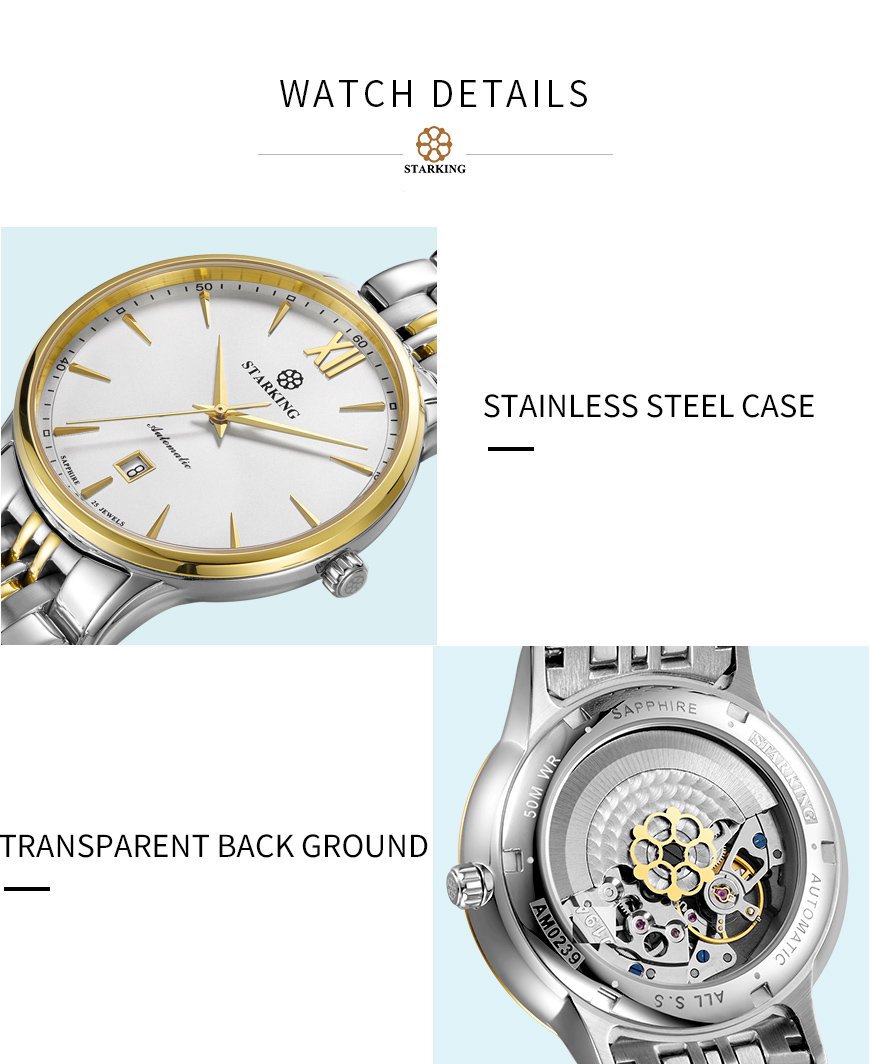 WATCH DETAILS
STARKING
50
60
40
XII
STARKING
Automatic
8
SAPPHIRE
25 JEWELS
STAINLESS STEEL CASE
SAPPHIRE
STARKING
50M WR
TRANSPARENT BACK GROUND
AUTOMATIC
AM0239
ALL S.S